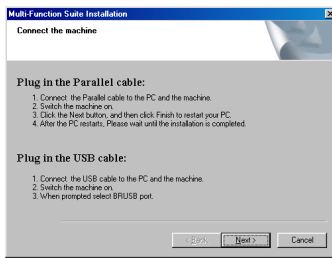 Multi-Function Suite Installation
Connect the machine
Plug in the Parallel cable:
1. Connect the Parallel cable to the PC and the machine.
2. Switch the machine on.
3. Click the Next button, and then click Finish to restart your PC.
4. After the PC restarts, Please wait until the installation is completed.
Plug in the USB cable:
1. Connect the USB cable to the PC and the machine.
2. Switch the machine on.
3. When prompted select BRUSB port.
< Back Next > Cancel